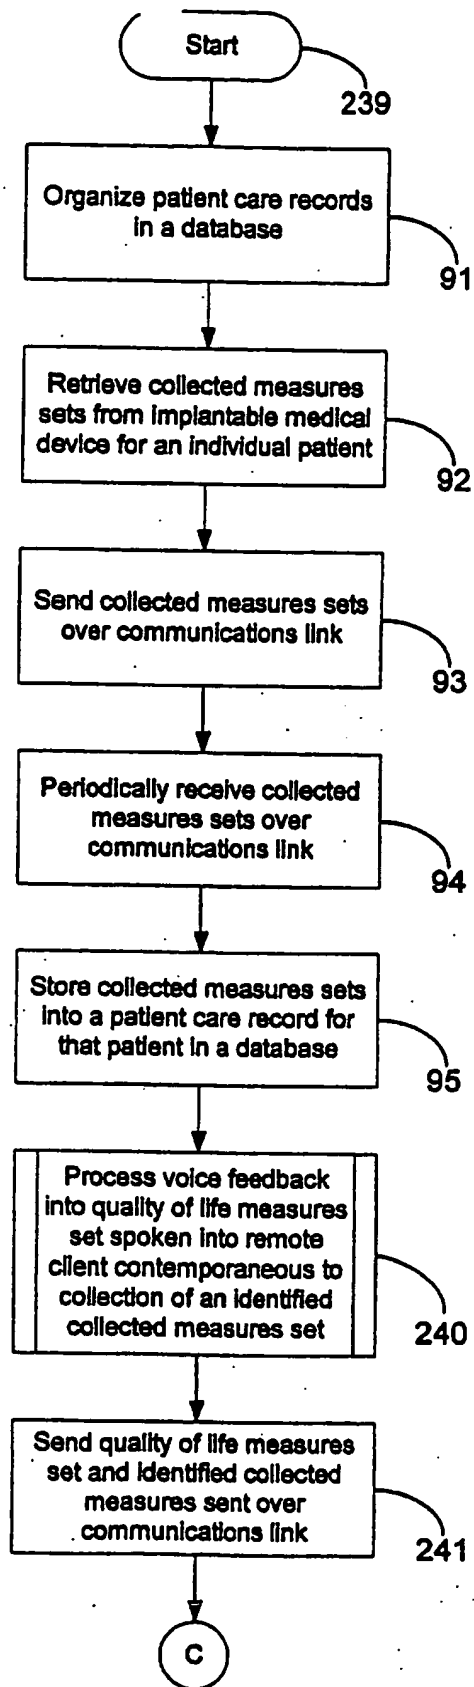 Start
239
Organize patient care records
in a database
91
Retrieve collected measures
sets from implantable medical
device for an individual patient
92
Send collected measures sets
over communications link
93
Periodically receive collected
measures sets over
communications link
94
Store collected measures sets
into a patient care record for
that patient in a database
95
Process voice feedback
into quality of life measures
set spoken into remote
client contemporaneous to
collection of an identified
collected measures set
240
Send quality of life measures
set and identified collected
measures sent over
communications link
241
C